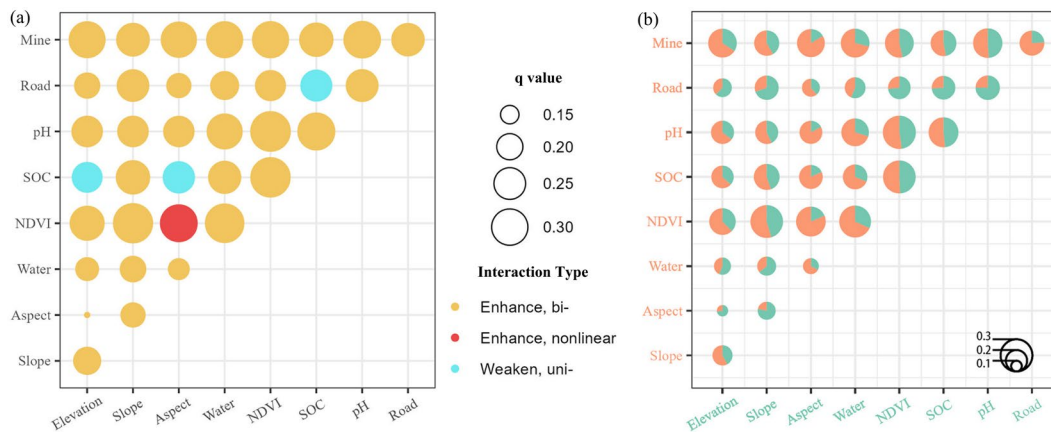 (a)
Mine
Road
pH
SOC
NDVI
Water
Aspect
Slope
Elevation
Slope
Aspect
Water
NDVI
SOC
pH
Road
q value
0.15
0.20
0.25
0.30
Interaction Type
Enhance, bi-
Enhance, nonlinear
Weaken, uni-
(b)
Mine
Road
pH
SOC
NDVI
Water
Aspect
Slope
0.3
0.2
0.1
Elevation
Slope
Aspect
Water
NDVI
SOC
pH
Road